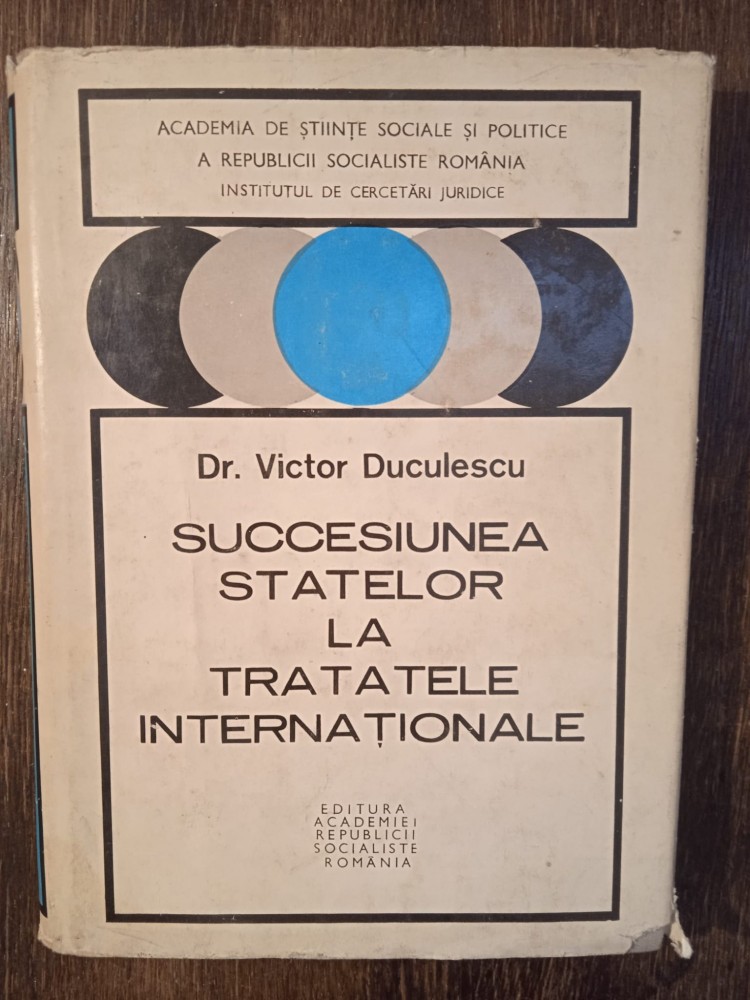 ACADEMIA DE ȘTIINȚE SOCIALE ȘI POLITICE
A REPUBLICII SOCIALISTE ROMÂNIA
INSTITUTUL DE CERCETĂRI JURIDICE
Dr. Victor Duculescu
SUCCESIUNEA
STATELOR
LA
TRATATELE
INTERNAȚIONALE
EDITURA
ACADEMIEI
REPUBLICII
SOCIALISTE
ROMÂNIA